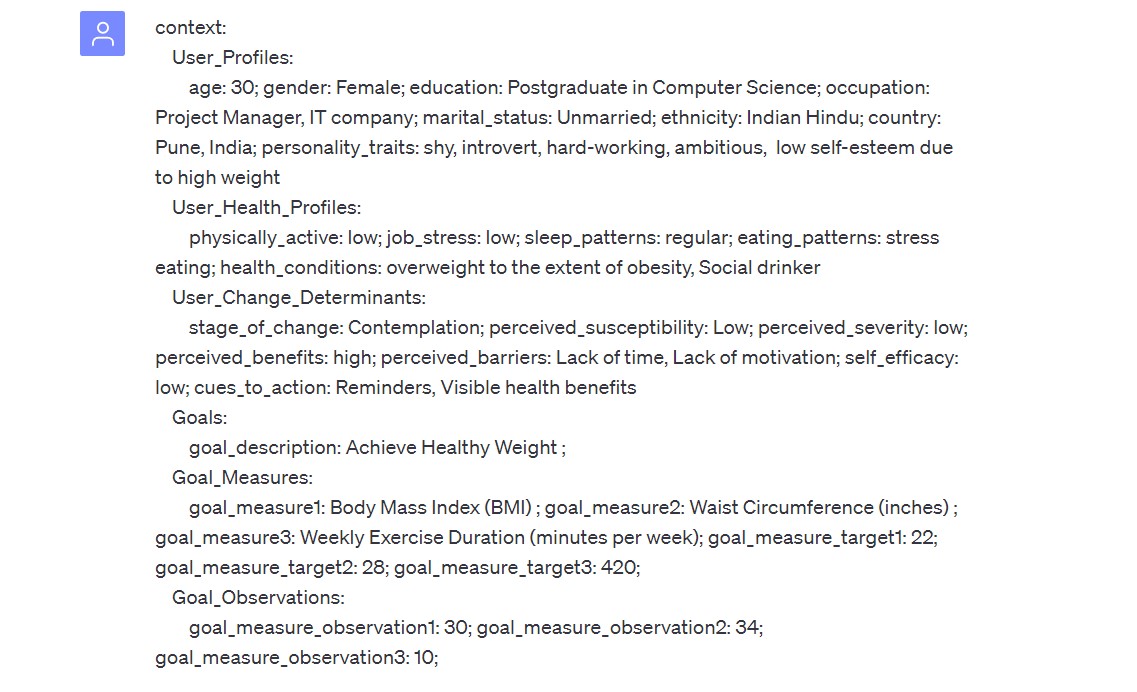 context:
User_Profiles:
age: 30; gender: Female; education: Postgraduate in Computer Science; occupation:
Project Manager, IT company; marital_status: Unmarried; ethnicity: Indian Hindu; country:
Pune, India; personality_traits: shy, introvert, hard-working, ambitious,  low self-esteem due
to high weight
User_Health_Profiles:
physically_active: low; job_stress: low; sleep_patterns: regular; eating_patterns: stress
eating; health_conditions: overweight to the extent of obesity, Social drinker
User_Change_Determinants:
stage_of_change: Contemplation; perceived_susceptibility: Low; perceived_severity: low;
perceived_benefits: high; perceived_barriers: Lack of time, Lack of motivation; self_efficacy:
low; cues_to_action: Reminders, Visible health benefits
Goals:
goal_description: Achieve Healthy Weight ;
Goal_Measures:
goal_measure1: Body Mass Index (BMI) ; goal_measure2: Waist Circumference (inches) ;
goal_measure3: Weekly Exercise Duration (minutes per week); goal_measure_target1: 22;
goal_measure_target2: 28; goal_measure_target3: 420;
Goal_Observations:
goal_measure_observation1: 30; goal_measure_observation2: 34;
goal_measure_observation3: 10;